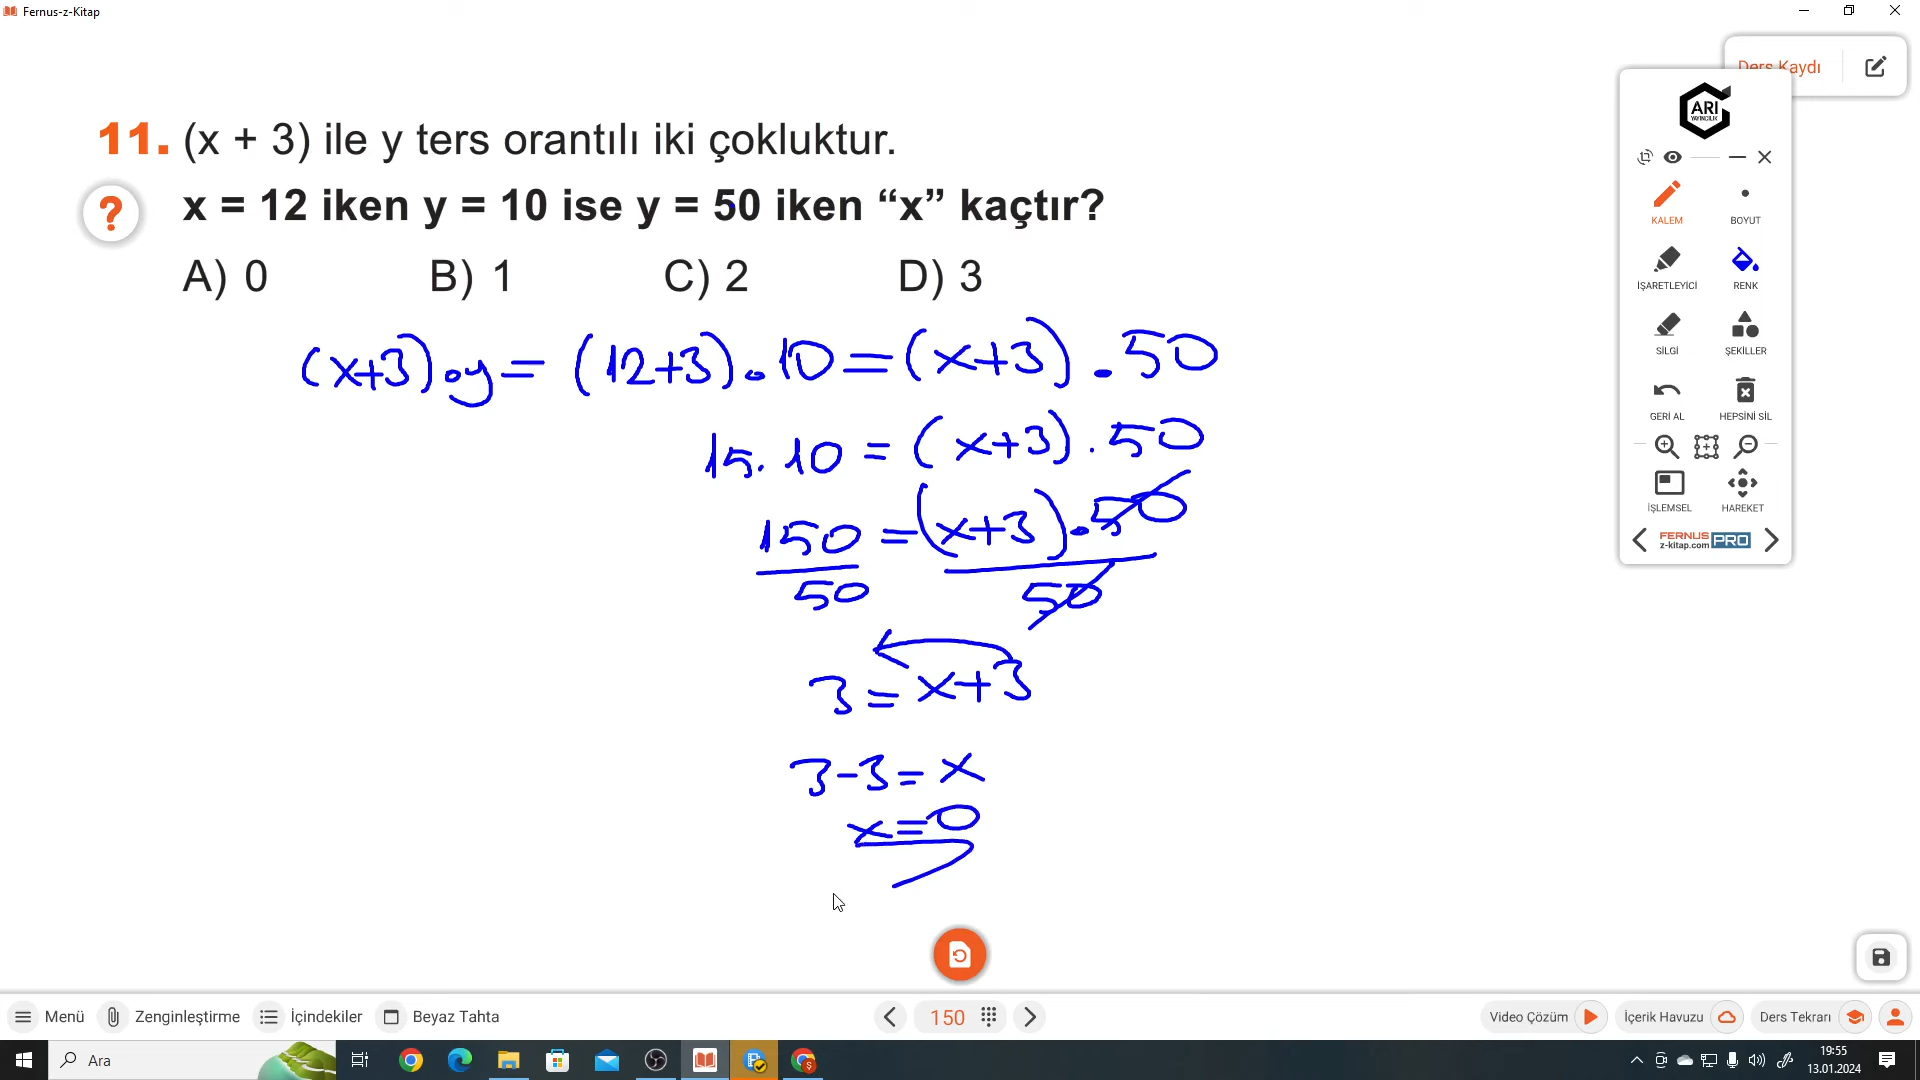 Fernus-z-Kitap
Ders Kaydı
11. (x + 3) ile y ters orantılı iki çokluktur.
x = 12 iken y = 10 ise y = 50 iken “x” kaçtır?
A) 0 B) 1 C) 2 D) 3
(x+3).y = (12+3).10 = (x+3).50
15.10 = (x+3).50
150 = (x+3).50
50 50
3 = x+3
3-3 = x
x = 0
ARI
YAYINCILIK
KALEM BOYUT
İŞARETLEYİCİ RENK
SİLGİ ŞEKİLLER
GERİ AL HEPSİNİ SİL
İŞLEMSEL HAREKET
FERNUS
z-kitap.com PRO
Menü Zenginleştirme İçindekiler Beyaz Tahta 150 Video Çözüm İçerik Havuzu Ders Tekrarı
Ara
19:55
13.01.2024